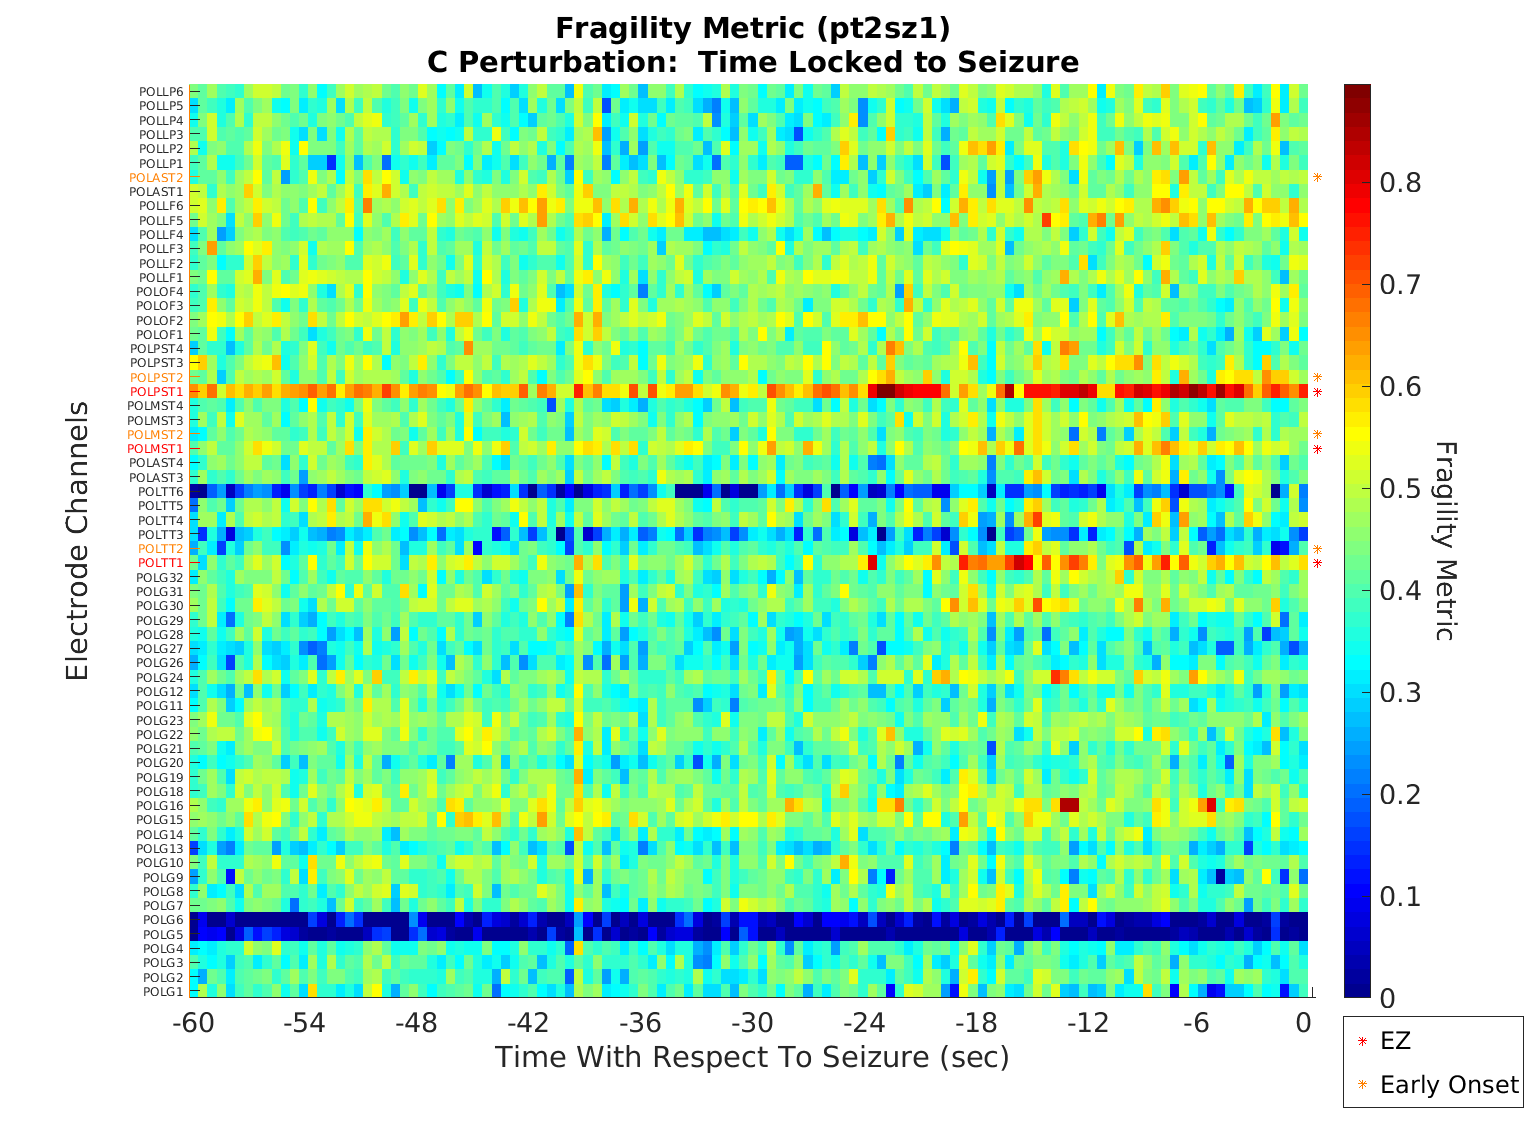 Fragility Metric (pt2sz1)
C Perturbation:  Time Locked to Seizure
Electrode Channels
POLLP6
POLLP5
POLLP4
POLLP3
POLLP2
POLLP1
POLAST2
POLAST1
POLLF6
POLLF5
POLLF4
POLLF3
POLLF2
POLLF1
POLOF4
POLOF3
POLOF2
POLOF1
POLPST4
POLPST3
POLPST2
POLPST1
POLMST4
POLMST3
POLMST2
POLMST1
POLAST4
POLAST3
POLTT6
POLTT5
POLTT4
POLTT3
POLTT2
POLTT1
POLG32
POLG31
POLG30
POLG29
POLG28
POLG27
POLG26
POLG24
POLG12
POLG11
POLG23
POLG22
POLG21
POLG20
POLG19
POLG18
POLG16
POLG15
POLG14
POLG13
POLG10
POLG9
POLG8
POLG7
POLG6
POLG5
POLG4
POLG3
POLG2
POLG1
-60 -54 -48 -42 -36 -30 -24 -18 -12 -6 0
Time With Respect To Seizure (sec)
0.8
0.7
0.6
0.5
0.4
0.3
0.2
0.1
0
Fragility Metric
EZ
Early Onset